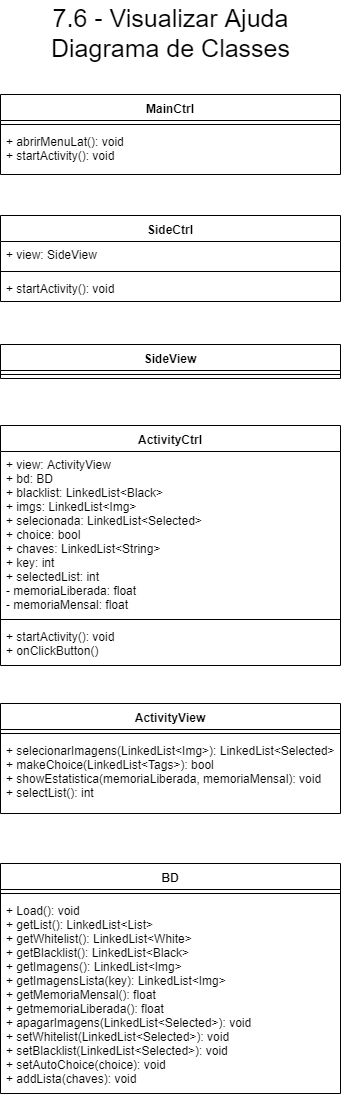 7.6 - Visualizar Ajuda
Diagrama de Classes
MainCtrl
+ abrirMenuLat(): void
+ startActivity(): void
SideCtrl
+ view: SideView
+ startActivity(): void
SideView
ActivityCtrl
+ view: ActivityView
+ bd: BD
+ blacklist: LinkedList<Black>
+ imgs: LinkedList<Img>
+ selecionada: LinkedList<Selected>
+ choice: bool
+ chaves: LinkedList<String>
+ key: int
+ selectedList: int
- memoriaLiberada: float
- memoriaMensal: float
+ startActivity(): void
+ onClickButton()
ActivityView
+ selecionarImagens(LinkedList<Img>): LinkedList<Selected>
+ makeChoice(LinkedList<Tags>): bool
+ showEstatistica(memoriaLiberada, memoriaMensal): void
+ selectList(): int
BD
+ Load(): void
+ getList(): LinkedList<List>
+ getWhitelist(): LinkedList<White>
+ getBlacklist(): LinkedList<Black>
+ getImagens(): LinkedList<Img>
+ getImagensLista(key): LinkedList<Img>
+ getMemoriaMensal(): float
+ getmemoriaLiberada(): float
+ apagarImagens(LinkedList<Selected>): void
+ setWhitelist(LinkedList<Selected>): void
+ setBlacklist(LinkedList<Selected>): void
+ setAutoChoice(choice): void
+ addLista(chaves): void